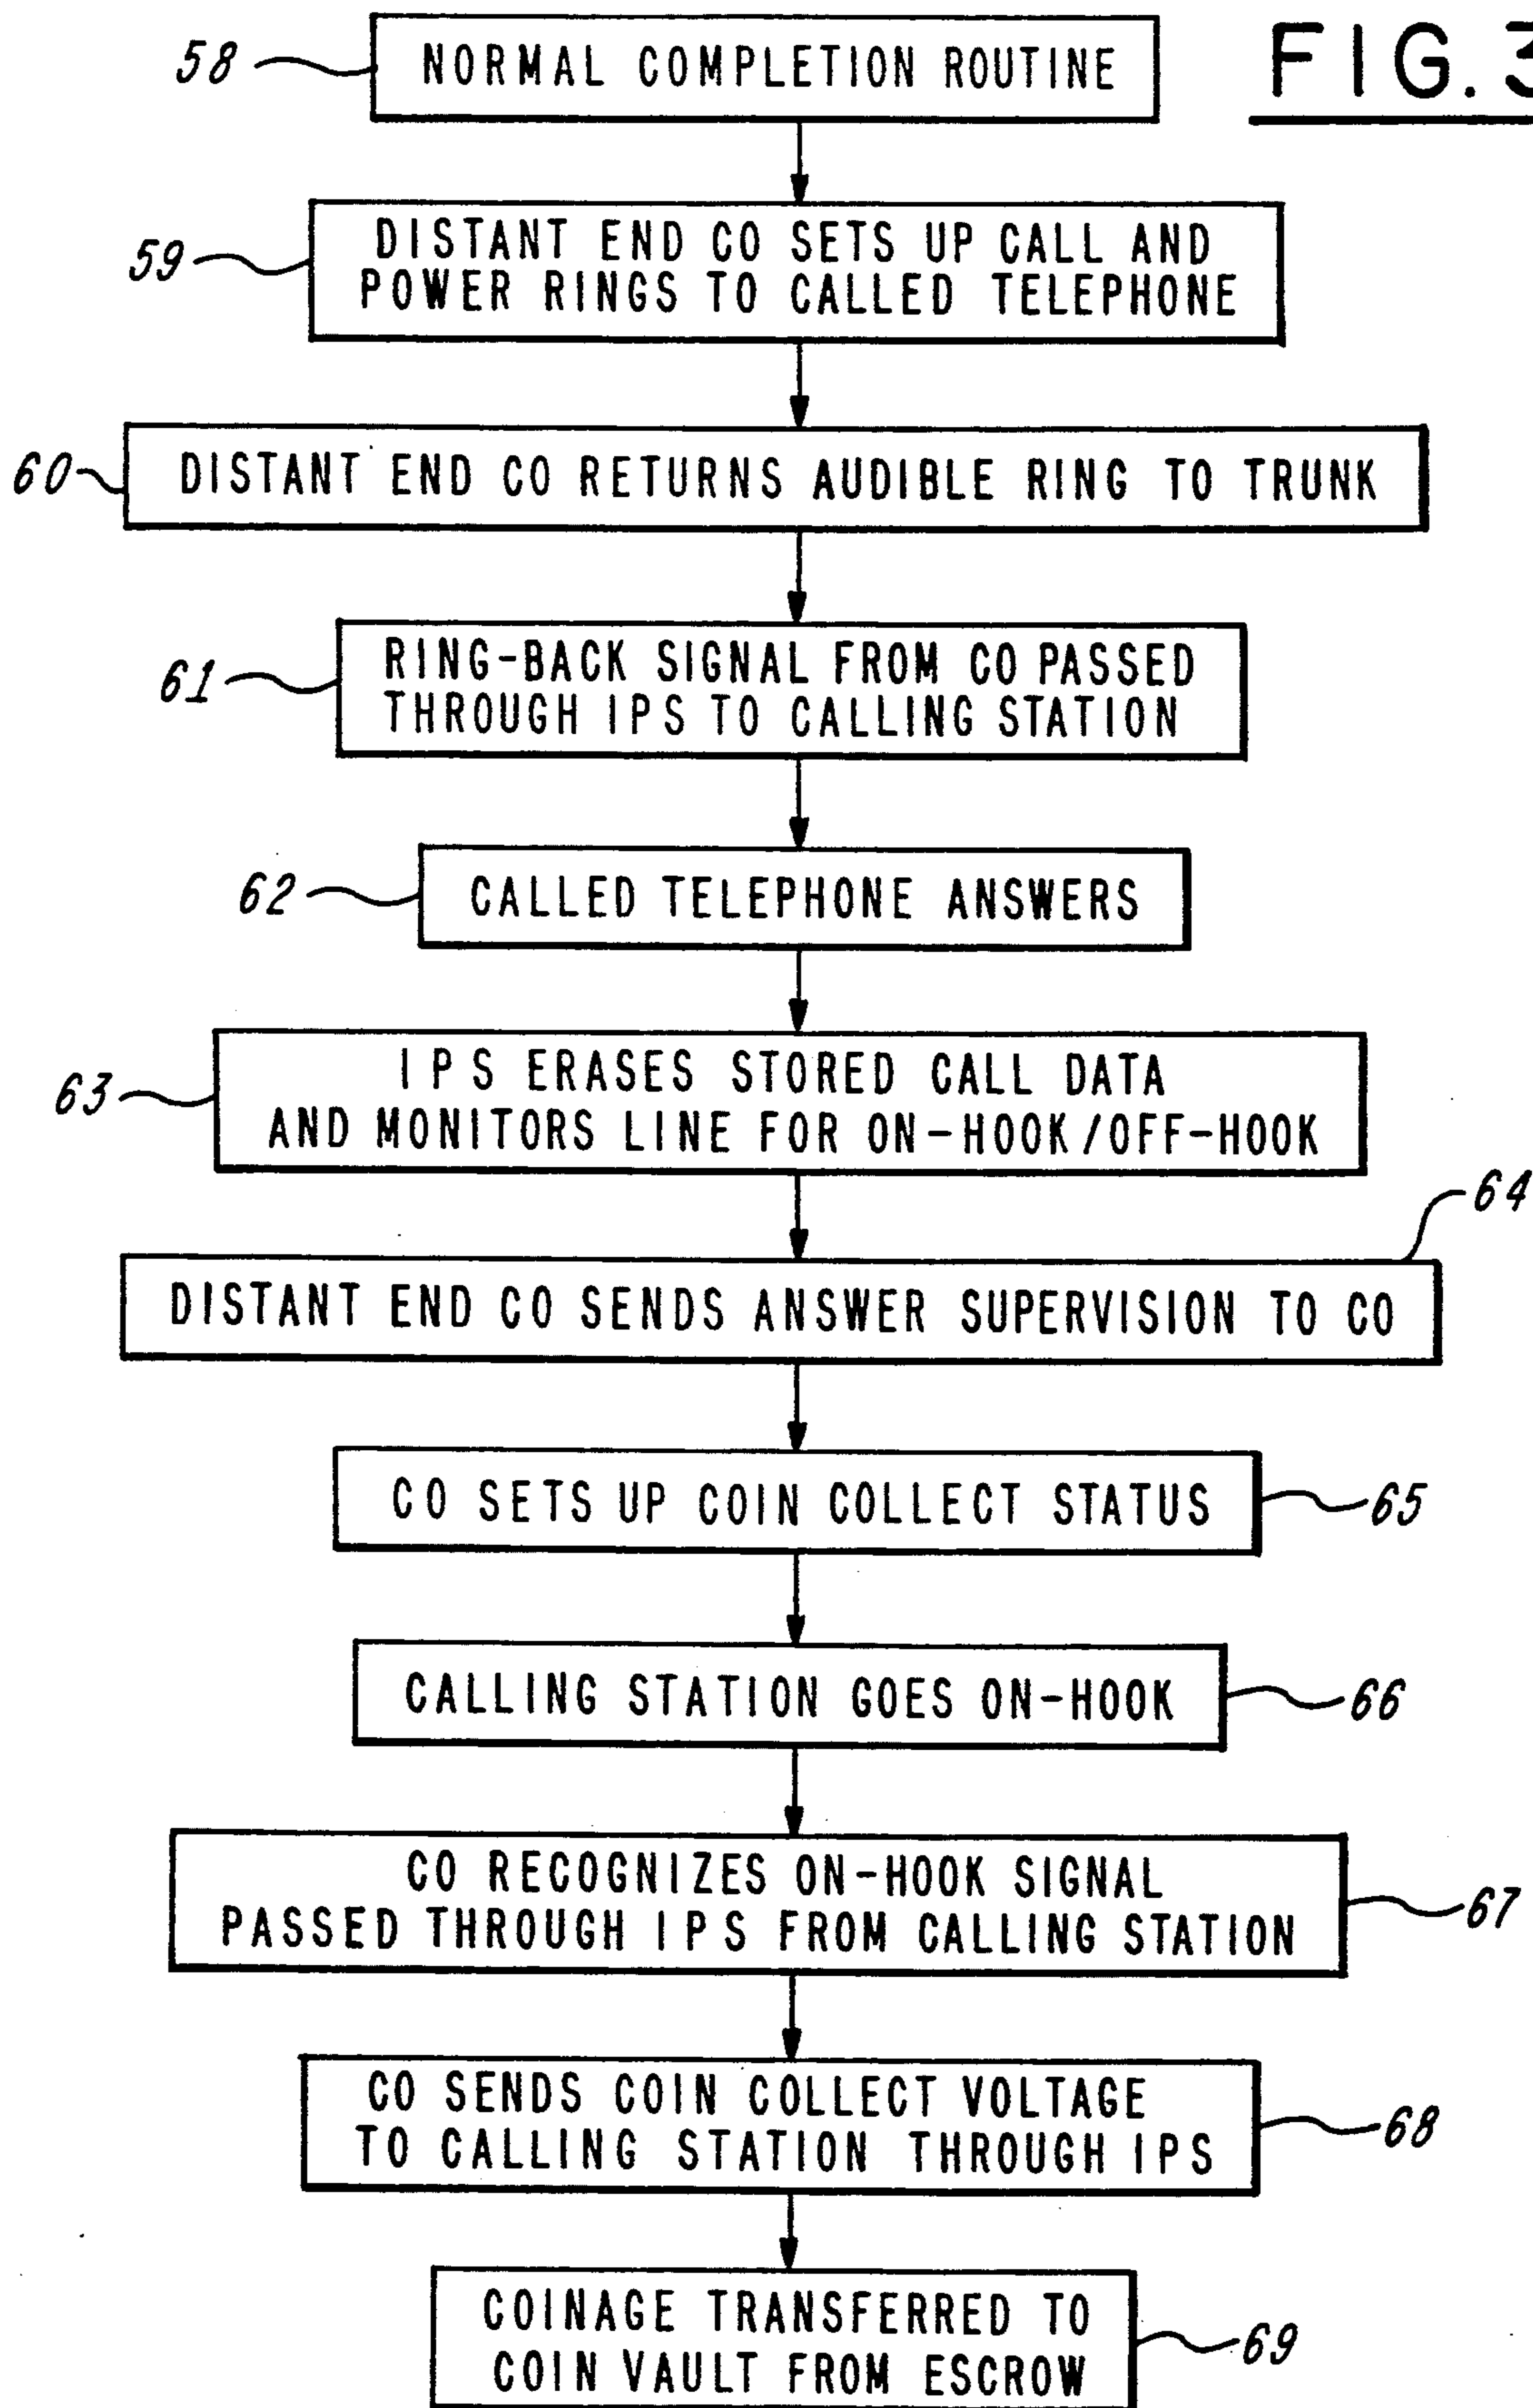 58 NORMAL COMPLETION ROUTINE FIG. 3
59 DISTANT END CO SETS UP CALL AND
POWER RINGS TO CALLED TELEPHONE
60 DISTANT END CO RETURNS AUDIBLE RING TO TRUNK
61 RING-BACK SIGNAL FROM CO PASSED
THROUGH IPS TO CALLING STATION
62 CALLED TELEPHONE ANSWERS
63 IPS ERASES STORED CALL DATA
AND MONITORS LINE FOR ON-HOOK/OFF-HOOK
64
DISTANT END CO SENDS ANSWER SUPERVISION TO CO
CO SETS UP COIN COLLECT STATUS 65
CALLING STATION GOES ON-HOOK 66
CO RECOGNIZES ON-HOOK SIGNAL
PASSED THROUGH IPS FROM CALLING STATION 67
CO SENDS COIN COLLECT VOLTAGE
TO CALLING STATION THROUGH IPS 68
COINAGE TRANSFERRED TO
COIN VAULT FROM ESCROW 69